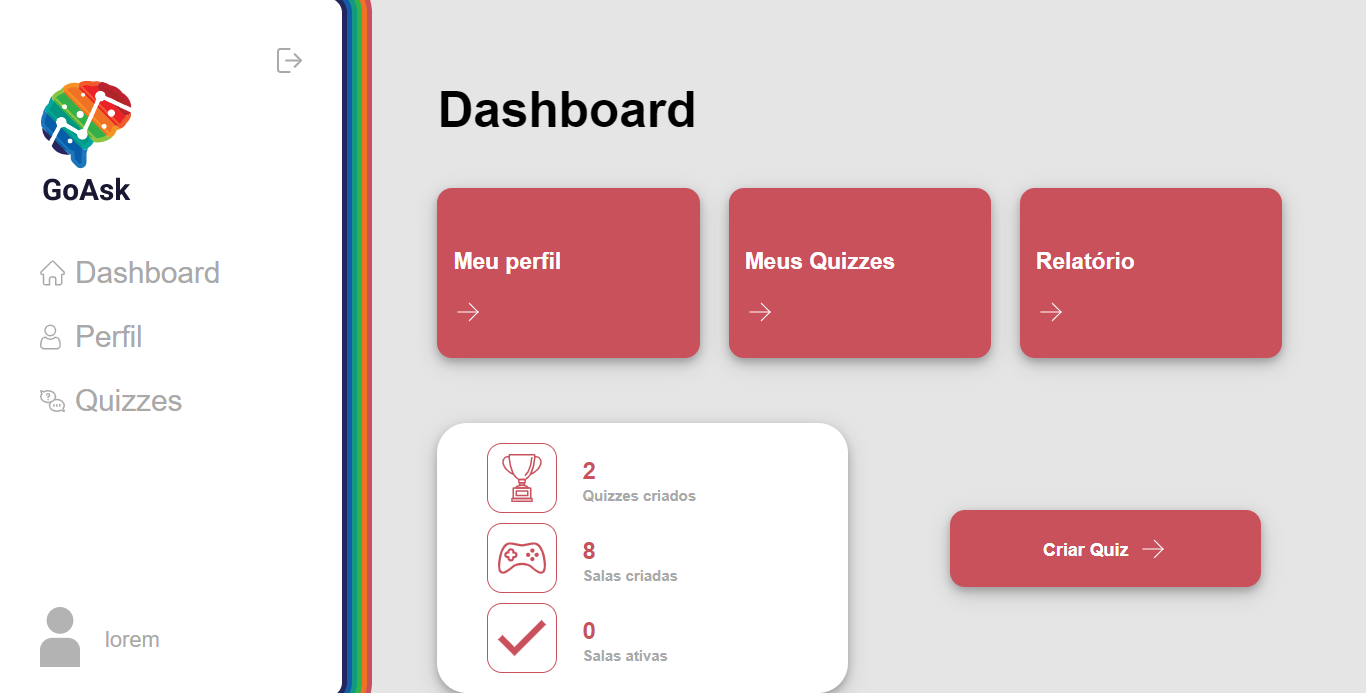 GoAsk
Dashboard
Perfil
Quizzes
lorem
Dashboard
Meu perfil
Meus Quizzes
Relatório
2
Quizzes criados
8
Salas criadas
0
Salas ativas
Criar Quiz